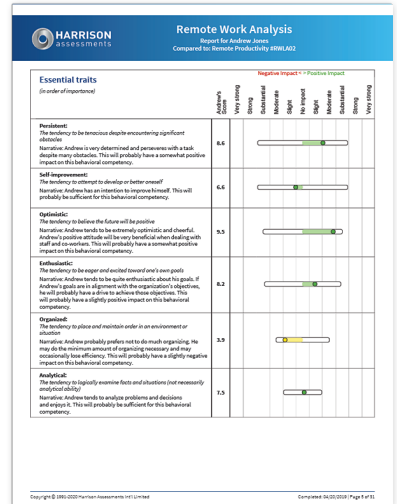 HARRISON
assessments
Remote Work Analysis
Report for Andrew Jones
Compared to: Remote Productivity #RWLA02
Essential traits
(in order of importance)
Negative Impact <-> Positive Impact
Andrew's Score
Very strong
Strong
Substantial
Moderate
Slight
No impact
Slight
Moderate
Substantial
Strong
Very strong
Persistent:
The tendency to be tenacious despite encountering significant
obstacles
Narrative: Andrew is very determined and perseveres with a task
despite many obstacles. This will probably have a somewhat positive
impact on this behavioral competency.
8.6
Self-improvement:
The tendency to attempt to develop or better oneself
Narrative: Andrew has an intention to improve himself. This will
probably be sufficient for this behavioral competency.
6.6
Optimistic:
The tendency to believe the future will be positive
Narrative: Andrew tends to be extremely optimistic and cheerful.
Andrew's positive attitude will be very beneficial when dealing with
staff and co-workers. This will probably have a somewhat positive
impact on this behavioral competency.
9.5
Enthusiastic:
The tendency to be eager and excited toward one's own goals
Narrative: Andrew tends to be quite enthusiastic about his goals. If
Andrew's goals are in alignment with the organization's objectives,
he will probably have a drive to achieve those objectives. This
will probably have a slightly positive impact on this behavioral
competency.
8.2
Organized:
The tendency to place and maintain order in an environment or
situation
Narrative: Andrew probably prefers not to do much organizing. He
may do the minimum amount of organizing necessary and may
occasionally lose efficiency. This will probably have a slightly negative
impact on this behavioral competency.
3.9
Analytical:
The tendency to logically examine facts and situations (not necessarily
analytical ability)
Narrative: Andrew tends to analyze problems and decisions
and enjoys it. This will probably be sufficient for this behavioral
competency.
7.5
Copyright © 1991-2020 Harrison Assessments Int'l Limited
Completed: 04/20/2019 | Page 5 of 31